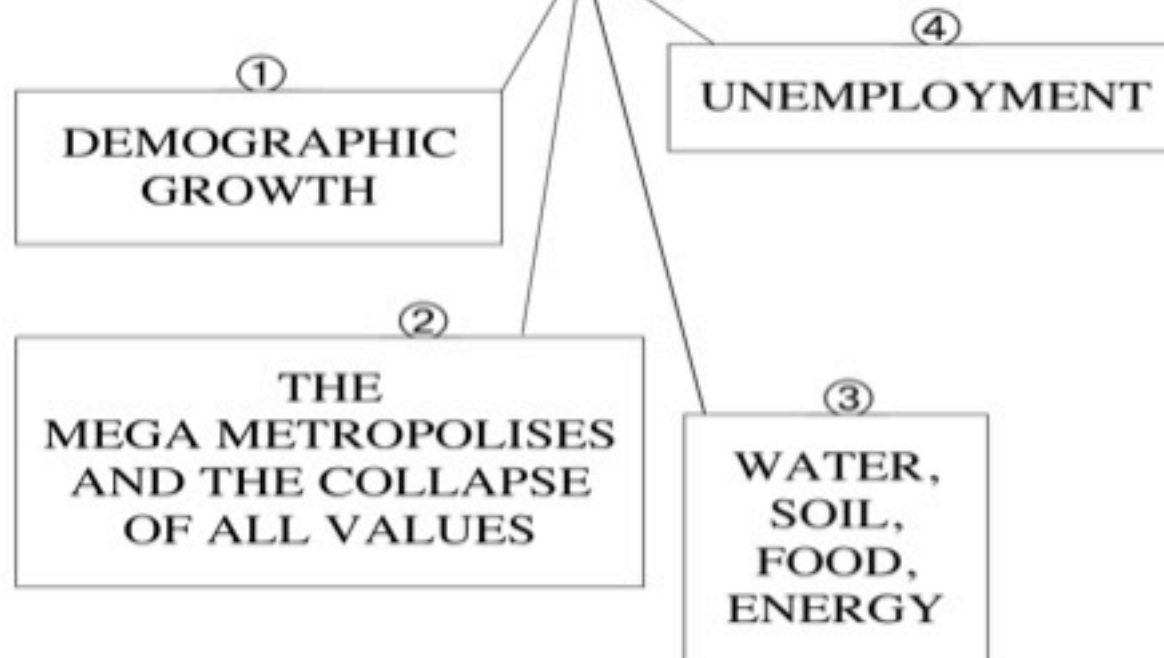 ①
DEMOGRAPHIC
GROWTH
②
THE
MEGA METROPOLISES
AND THE COLLAPSE
OF ALL VALUES
③
WATER,
SOIL,
FOOD,
ENERGY
④
UNEMPLOYMENT